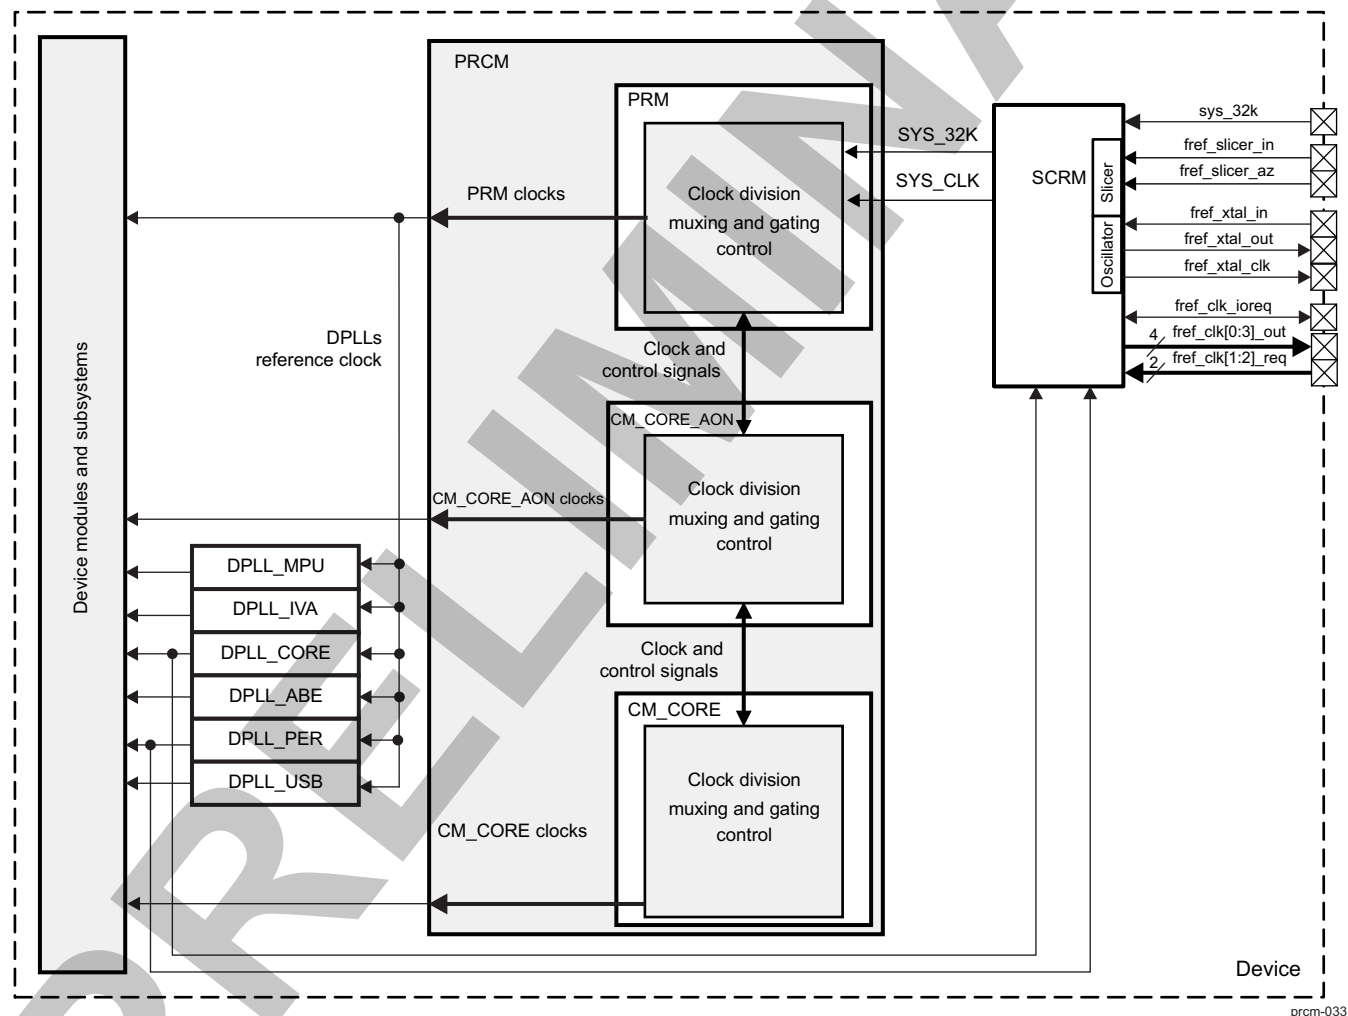 PRCM
PRM
Clock division
muxing and gating
control
PRM clocks
SYS_32K
SYS_CLK
SCRM
Slicer
Oscillator
sys_32k
fref_slicer_in
fref_slicer_az
fref_xtal_in
fref_xtal_out
fref_xtal_clk
fref_clk_ioreq
4
fref_clk[0:3]_out
2
fref_clk[1:2]_req
DPLLs
reference clock
Clock and
control signals
Device modules and subsystems
CM_CORE_AON
Clock division
muxing and gating
control
CM_CORE_AON clocks
DPLL_MPU
DPLL_IVA
DPLL_CORE
DPLL_ABE
DPLL_PER
DPLL_USB
Clock and
control signals
CM_CORE
Clock division
muxing and gating
control
CM_CORE clocks
Device
prcm-033
PRELIMINA